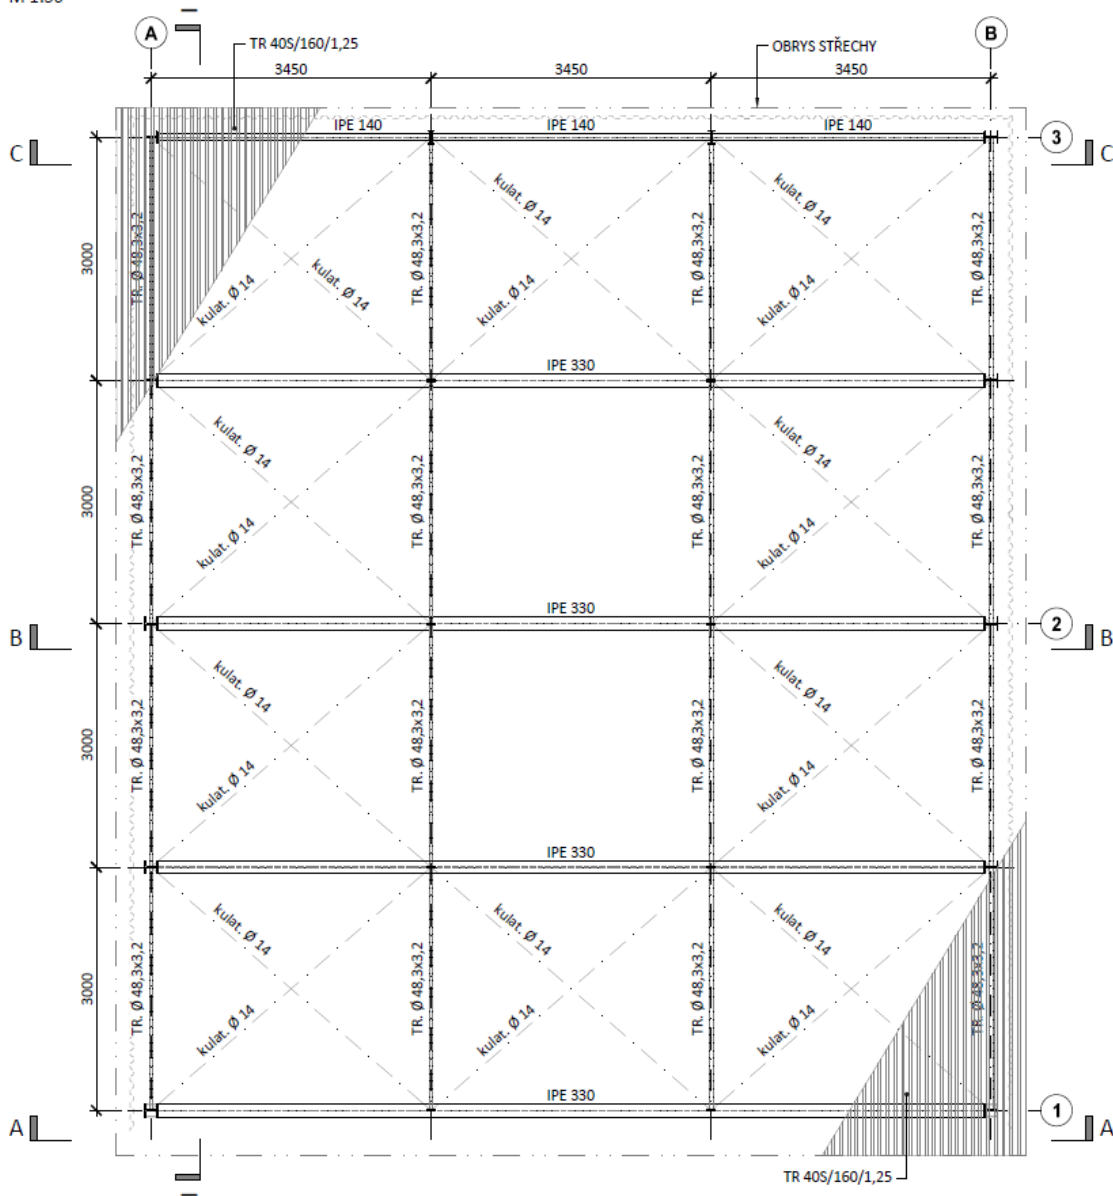 M 1:50
A
B
TR 40S/160/1,25
OBRYS STŘECHY
3450
3450
3450
IPE 140
IPE 140
IPE 140
3
C
C
3000
TR. Ø 48,3x3,2
kulat. Ø 14
kulat. Ø 14
TR. Ø 48,3x3,2
kulat. Ø 14
kulat. Ø 14
TR. Ø 48,3x3,2
kulat. Ø 14
kulat. Ø 14
TR. Ø 48,3x3,2
IPE 330
3000
TR. Ø 48,3x3,2
kulat. Ø 14
kulat. Ø 14
TR. Ø 48,3x3,2
TR. Ø 48,3x3,2
kulat. Ø 14
kulat. Ø 14
TR. Ø 48,3x3,2
IPE 330
2
B
B
3000
TR. Ø 48,3x3,2
kulat. Ø 14
kulat. Ø 14
TR. Ø 48,3x3,2
TR. Ø 48,3x3,2
kulat. Ø 14
kulat. Ø 14
TR. Ø 48,3x3,2
IPE 330
3000
TR. Ø 48,3x3,2
kulat. Ø 14
kulat. Ø 14
TR. Ø 48,3x3,2
kulat. Ø 14
kulat. Ø 14
TR. Ø 48,3x3,2
kulat. Ø 14
kulat. Ø 14
TR. Ø 48,3x3,2
IPE 330
1
A
A
TR 40S/160/1,25